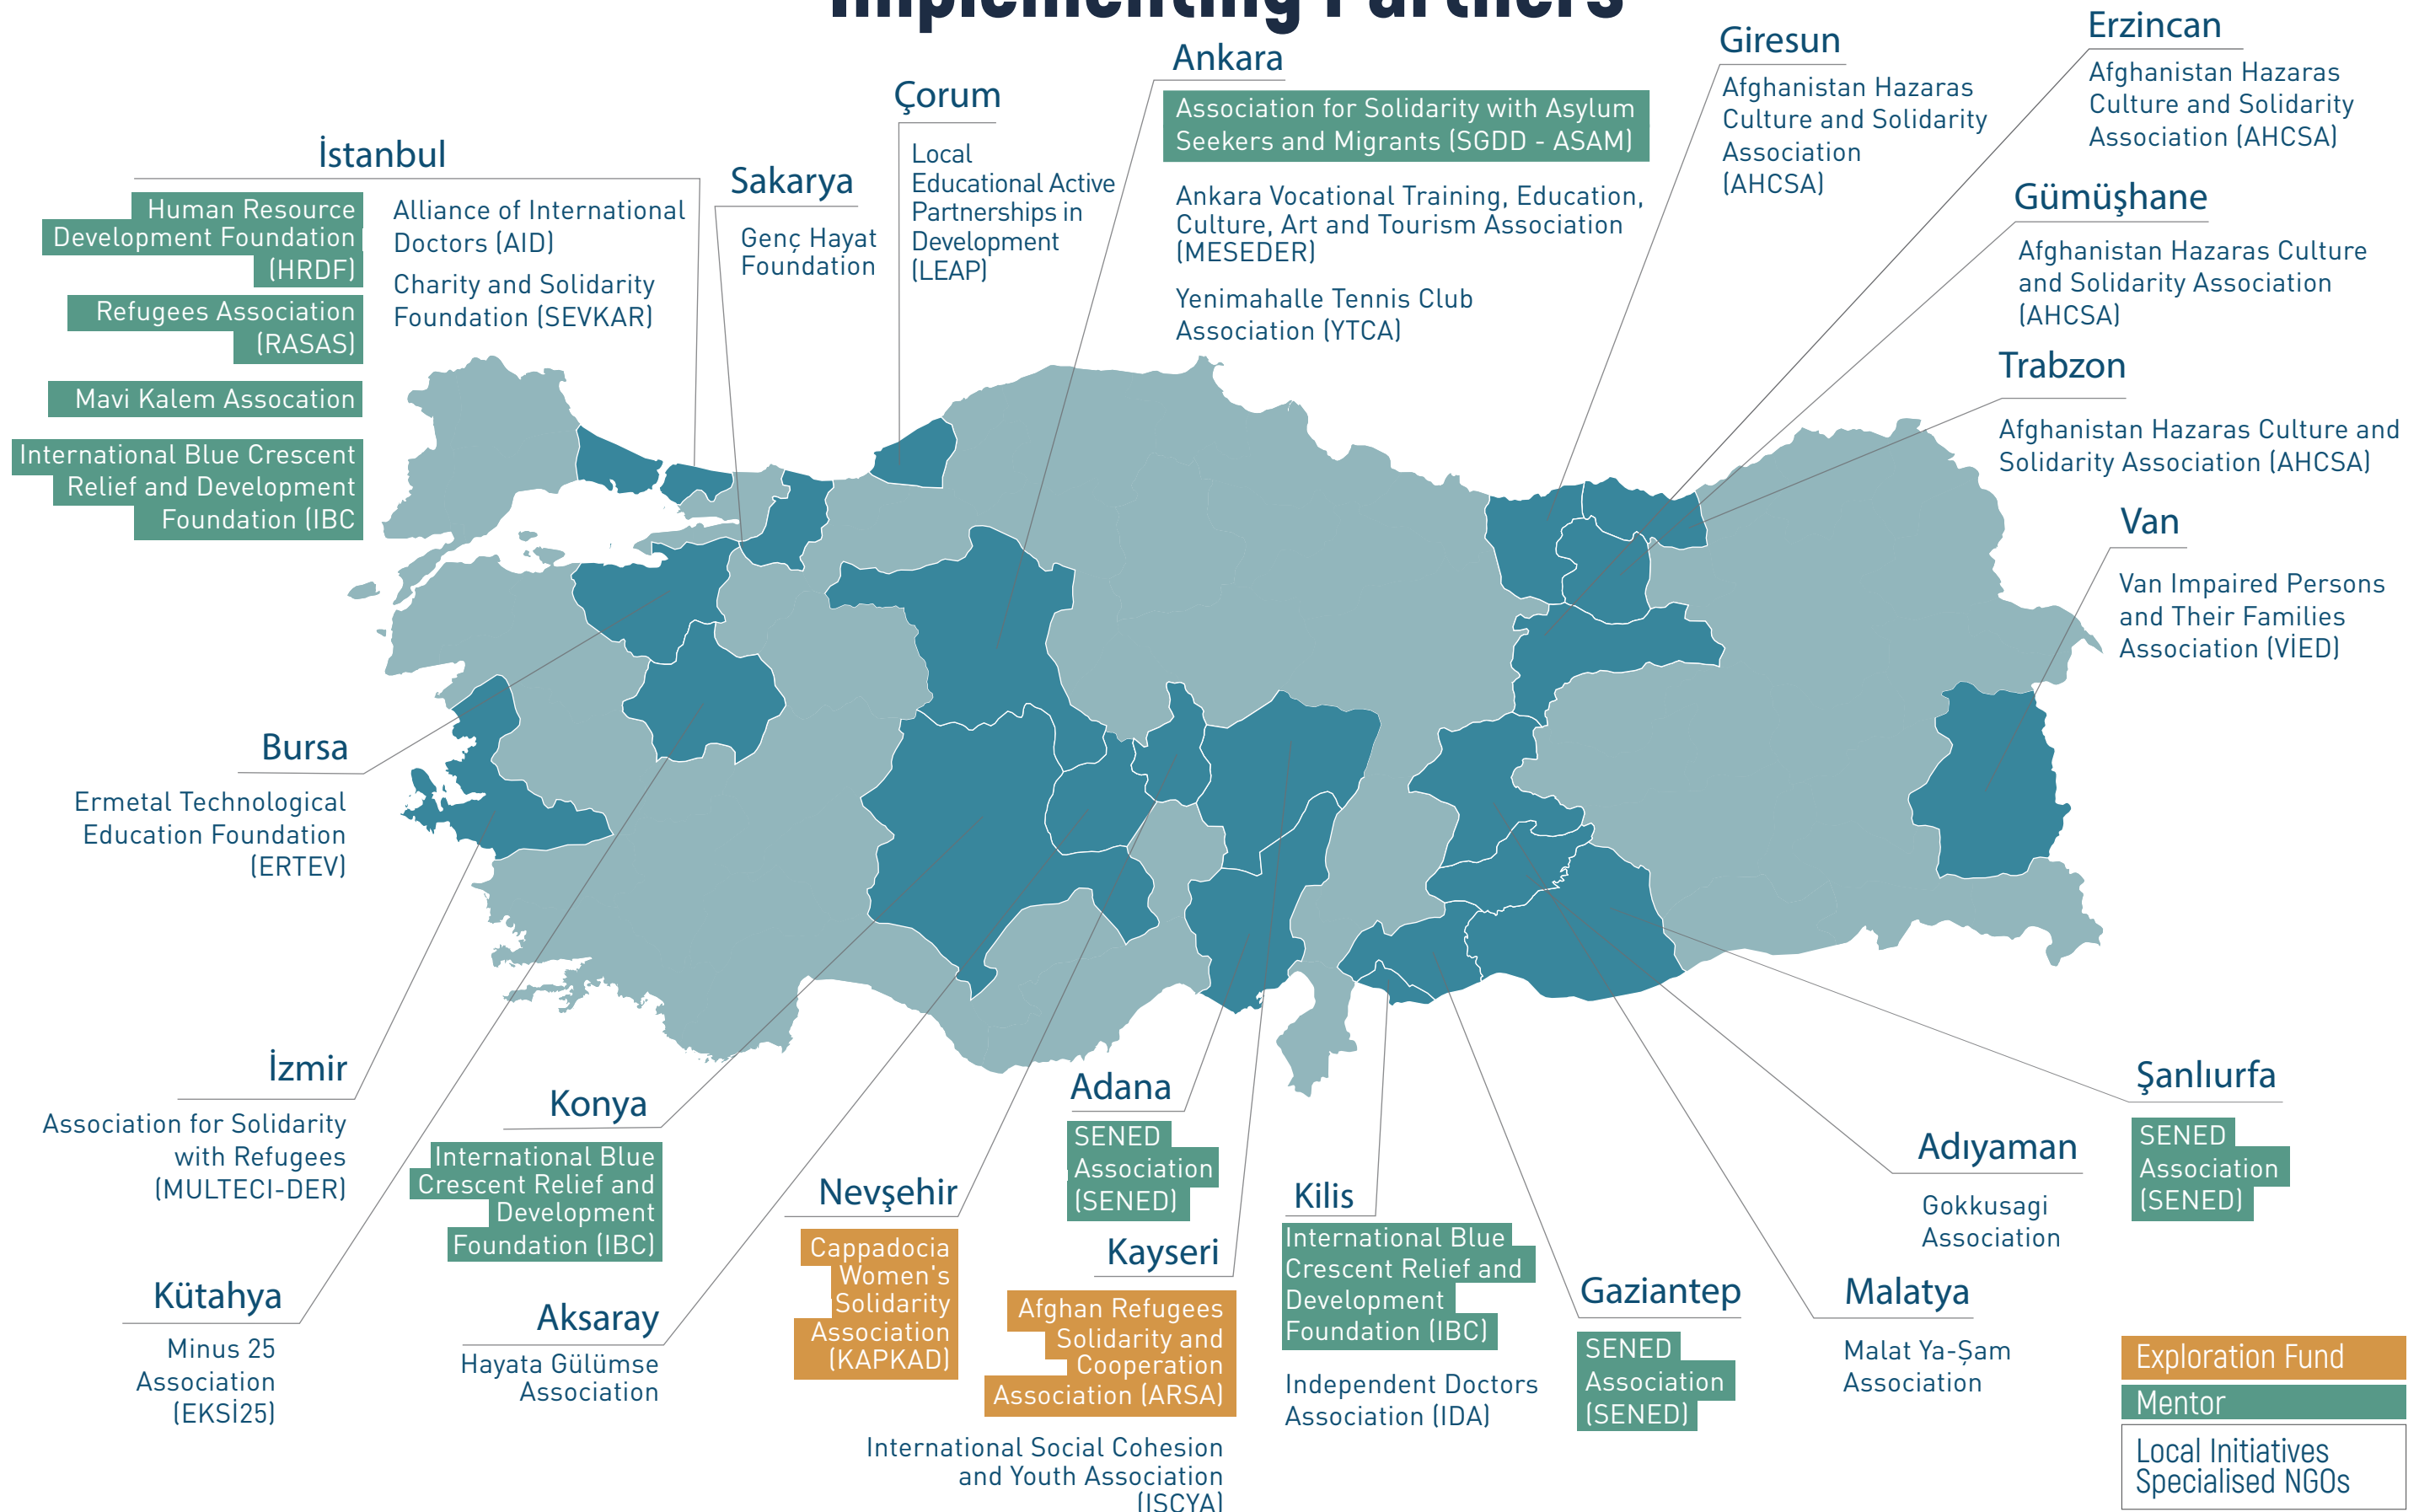 Implementing Partners
İstanbul
Human Resource
Development Foundation
(HRDF)
Refugees Association
(RASAS)
Mavi Kalem Assocation
International Blue Crescent
Relief and Development
Foundation (IBC
Alliance of International
Doctors (AID)
Charity and Solidarity
Foundation (SEVKAR)
Sakarya
Genç Hayat
Foundation
Çorum
Local
Educational Active
Partnerships in
Development
(LEAP)
Ankara
Association for Solidarity with Asylum
Seekers and Migrants (SGDD - ASAM)
Ankara Vocational Training, Education,
Culture, Art and Tourism Association
(MESEDER)
Yenimahalle Tennis Club
Association (YTCA)
Giresun
Afghanistan Hazaras
Culture and Solidarity
Association
(AHCSA)
Erzincan
Afghanistan Hazaras
Culture and Solidarity
Association (AHCSA)
Gümüşhane
Afghanistan Hazaras Culture
and Solidarity Association
(AHCSA)
Trabzon
Afghanistan Hazaras Culture and
Solidarity Association (AHCSA)
Van
Van Impaired Persons
and Their Families
Association (VİED)
Bursa
Ermetal Technological
Education Foundation
(ERTEV)
İzmir
Association for Solidarity
with Refugees
(MULTECI-DER)
Kütahya
Minus 25
Association
(EKSİ25)
Konya
International Blue
Crescent Relief and
Development
Foundation (IBC)
Aksaray
Hayata Gülümse
Association
Nevşehir
Cappadocia
Women's
Solidarity
Association
(KAPKAD)
Adana
SENED
Association
(SENED)
Kayseri
Afghan Refugees
Solidarity and
Cooperation
Association (ARSA)
International Social Cohesion
and Youth Association
(ISCYA)
Kilis
International Blue
Crescent Relief and
Development
Foundation (IBC)
Independent Doctors
Association (IDA)
Gaziantep
SENED
Association
(SENED)
Malatya
Malat Ya-Şam
Association
Adıyaman
Gokkusagi
Association
Şanlıurfa
SENED
Association
(SENED)
Exploration Fund
Mentor
Local Initiatives
Specialised NGOs